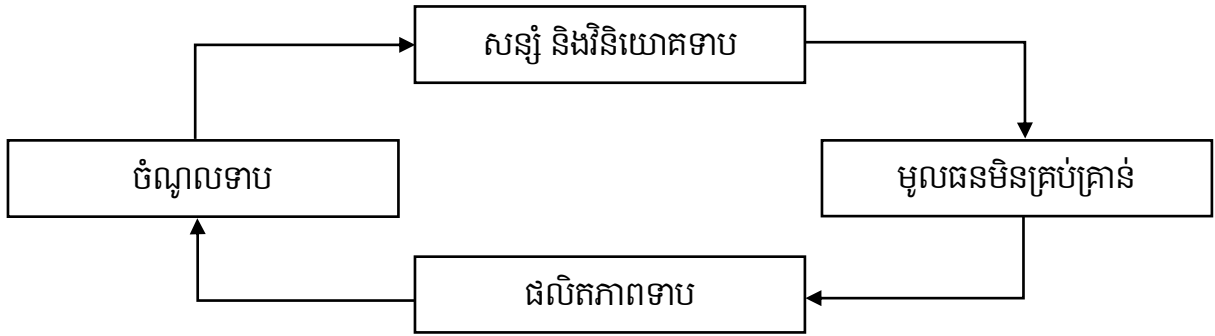 សន្សំ និងវិនិយោគទាប
ចំណូលទាប
មូលធនមិនគ្រប់គ្រាន់
ផលិតភាពទាប